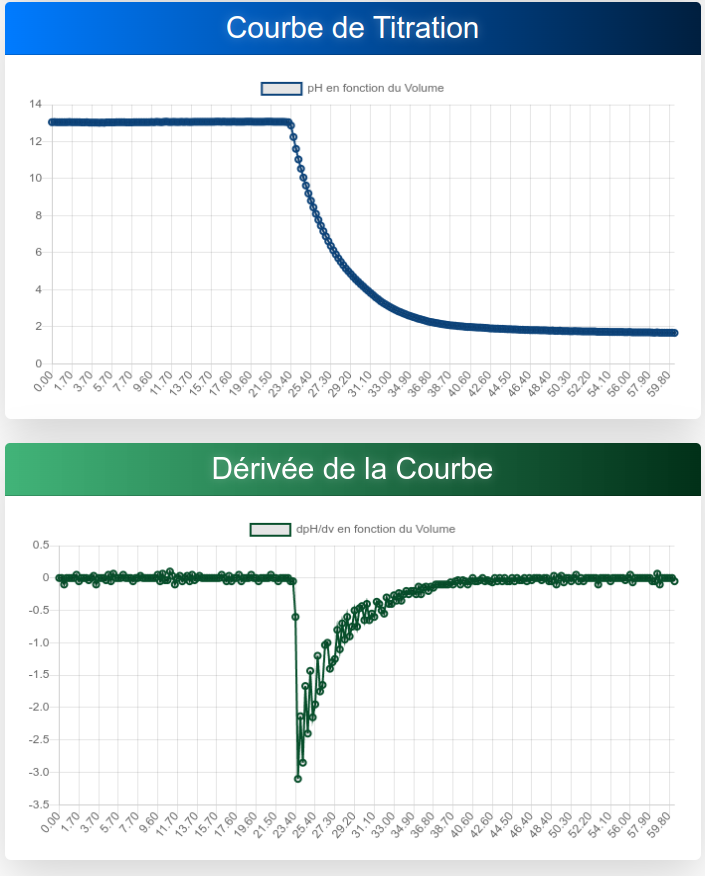 Courbe de Titration
pH en fonction du Volume
14
12
10
8
6
4
2
0
0.00 1.70 3.70 5.70 7.70 9.60 11.70 13.70 15.70 17.60 19.60 21.50 23.40 25.40 27.30 29.20 31.10 33.00 34.90 36.80 38.70 40.60 42.60 44.50 46.40 48.40 50.30 52.20 54.10 56.00 57.90 59.80
Dérivée de la Courbe
dpH/dv en fonction du Volume
0.5
0
-0.5
-1.0
-1.5
-2.0
-2.5
-3.0
-3.5
0.00 1.70 3.70 5.70 7.70 9.60 11.70 13.70 15.70 17.60 19.60 21.50 23.40 25.40 27.30 29.20 31.10 33.00 34.90 36.80 38.70 40.60 42.60 44.50 46.40 48.40 50.30 52.20 54.10 56.00 57.90 59.80